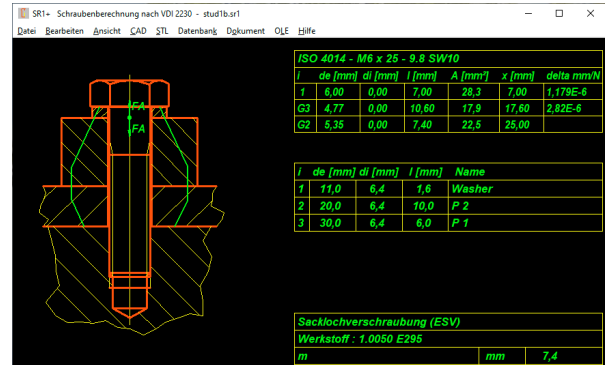 SR1+ Schraubenberechnung nach VDI 2230 - stud1b.sr1
Datei Bearbeiten Ansicht CAD STL Datenbank Dokument OLE Hilfe
FA
FA
ISO 4014 - M6 x 25 - 9.8 SW10
i de [mm] di [mm] l [mm] A [mm²] x [mm] delta mm/N
1 6,00 0,00 7,00 28,3 7,00 1,179E-6
G3 4,77 0,00 10,60 17,9 17,60 2,82E-6
G2 5,35 0,00 7,40 22,5 25,00
i de [mm] di [mm] l [mm] Name
1 11,0 6,4 1,6 Washer
2 20,0 6,4 10,0 P 2
3 30,0 6,4 6,0 P 1
Sacklochverschraubung (ESV)
Werkstoff : 1.0050 E295
m mm 7,4